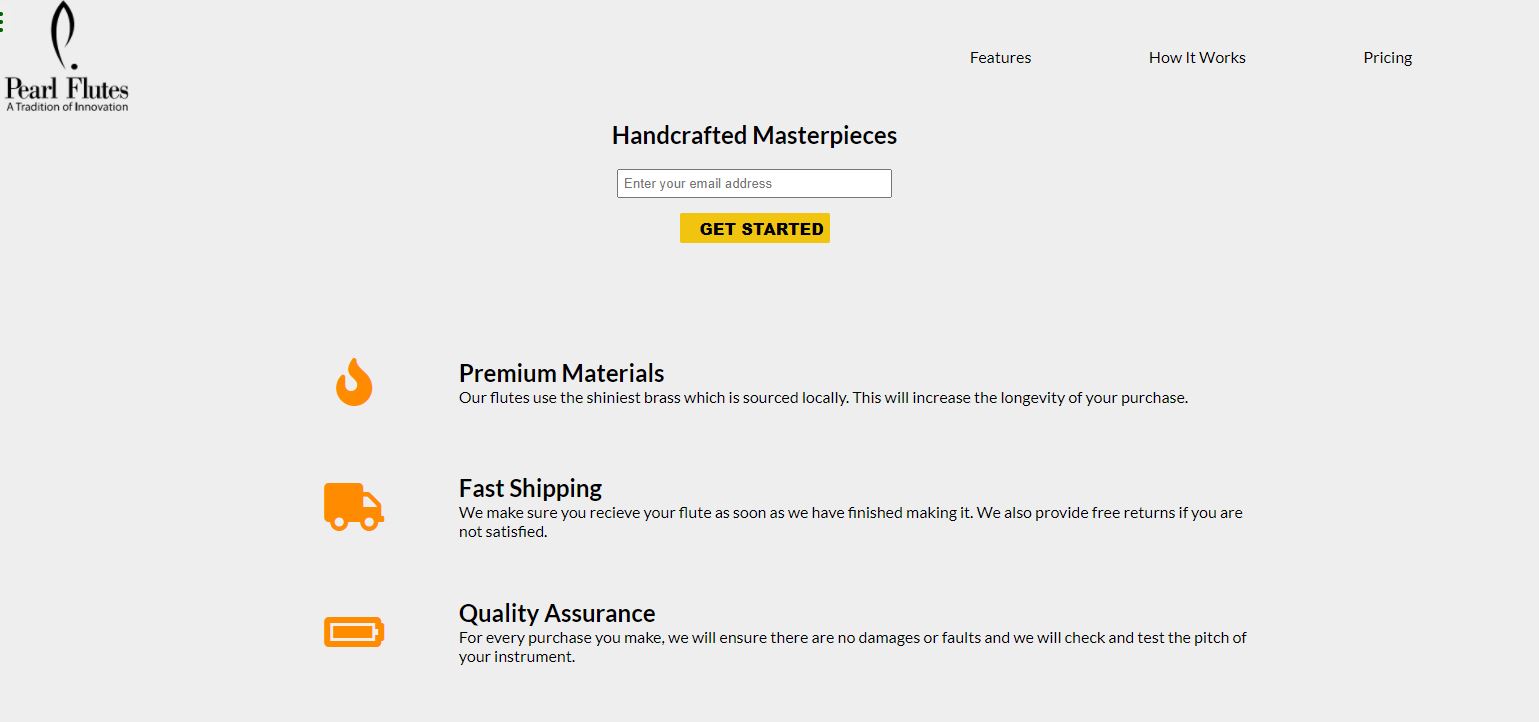 Pearl Flutes
A Tradition of Innovation
Features
How It Works
Pricing
Handcrafted Masterpieces
Enter your email address
GET STARTED
Premium Materials
Our flutes use the shiniest brass which is sourced locally. This will increase the longevity of your purchase.
Fast Shipping
We make sure you recieve your flute as soon as we have finished making it. We also provide free returns if you are
not satisfied.
Quality Assurance
For every purchase you make, we will ensure there are no damages or faults and we will check and test the pitch of
your instrument.